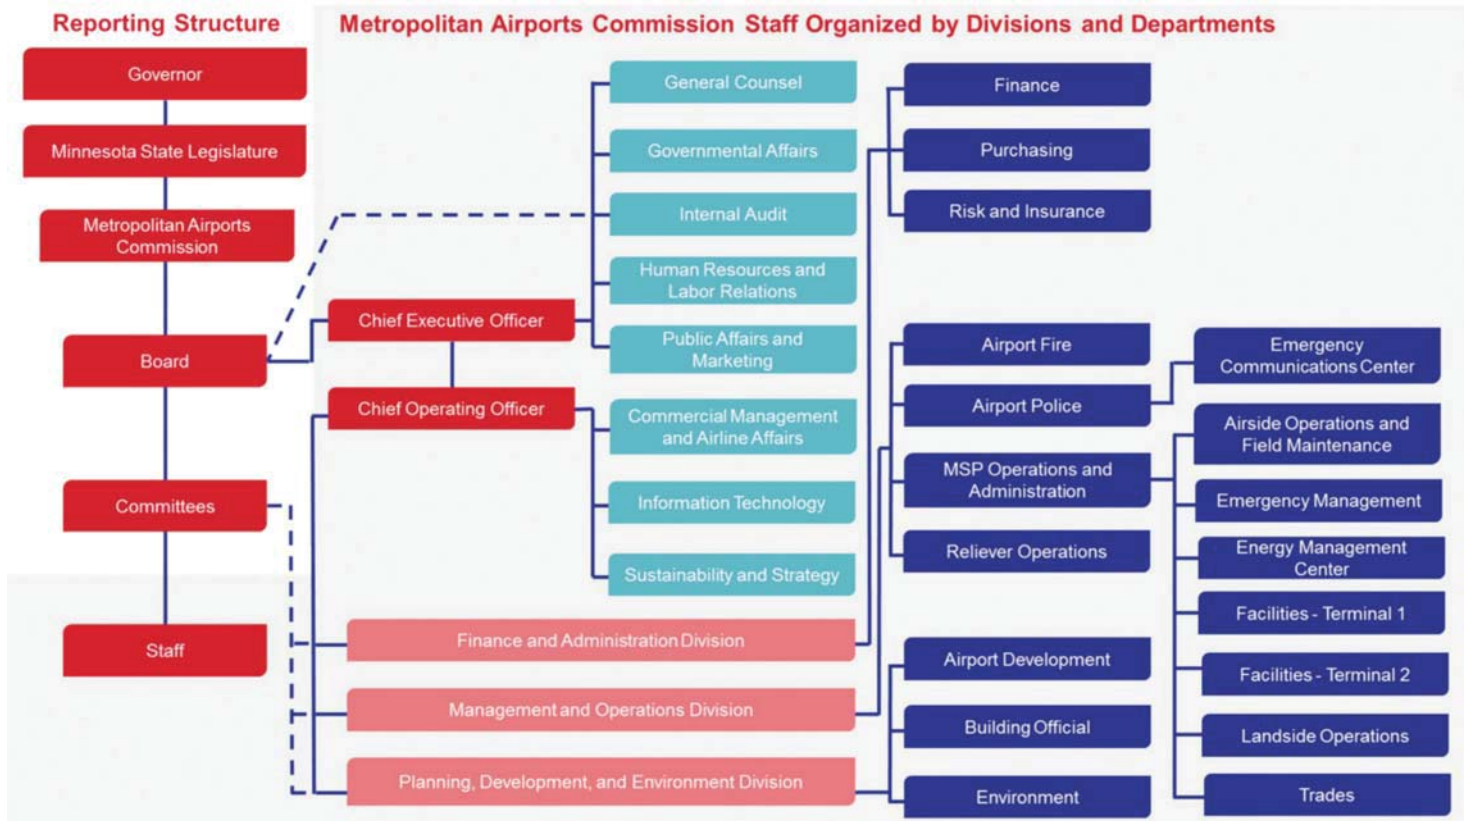 Reporting Structure
Metropolitan Airports Commission Staff Organized by Divisions and Departments
Governor
Minnesota State Legislature
Metropolitan Airports
Commission
Board
Committees
Staff
Chief Executive Officer
Chief Operating Officer
General Counsel
Governmental Affairs
Internal Audit
Human Resources and
Labor Relations
Public Affairs and
Marketing
Commercial Management
and Airline Affairs
Information Technology
Sustainability and Strategy
Finance and Administration Division
Management and Operations Division
Planning, Development, and Environment Division
Finance
Purchasing
Risk and Insurance
Airport Fire
Airport Police
MSP Operations and
Administration
Reliever Operations
Airport Development
Building Official
Environment
Emergency
Communications Center
Airside Operations and
Field Maintenance
Emergency Management
Energy Management
Center
Facilities - Terminal 1
Facilities - Terminal 2
Landside Operations
Trades